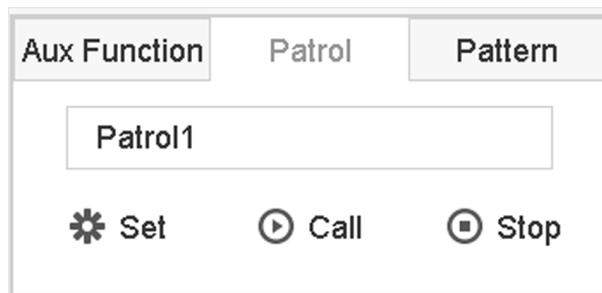 Aux Function Patrol Pattern
Patrol1
Set Call Stop